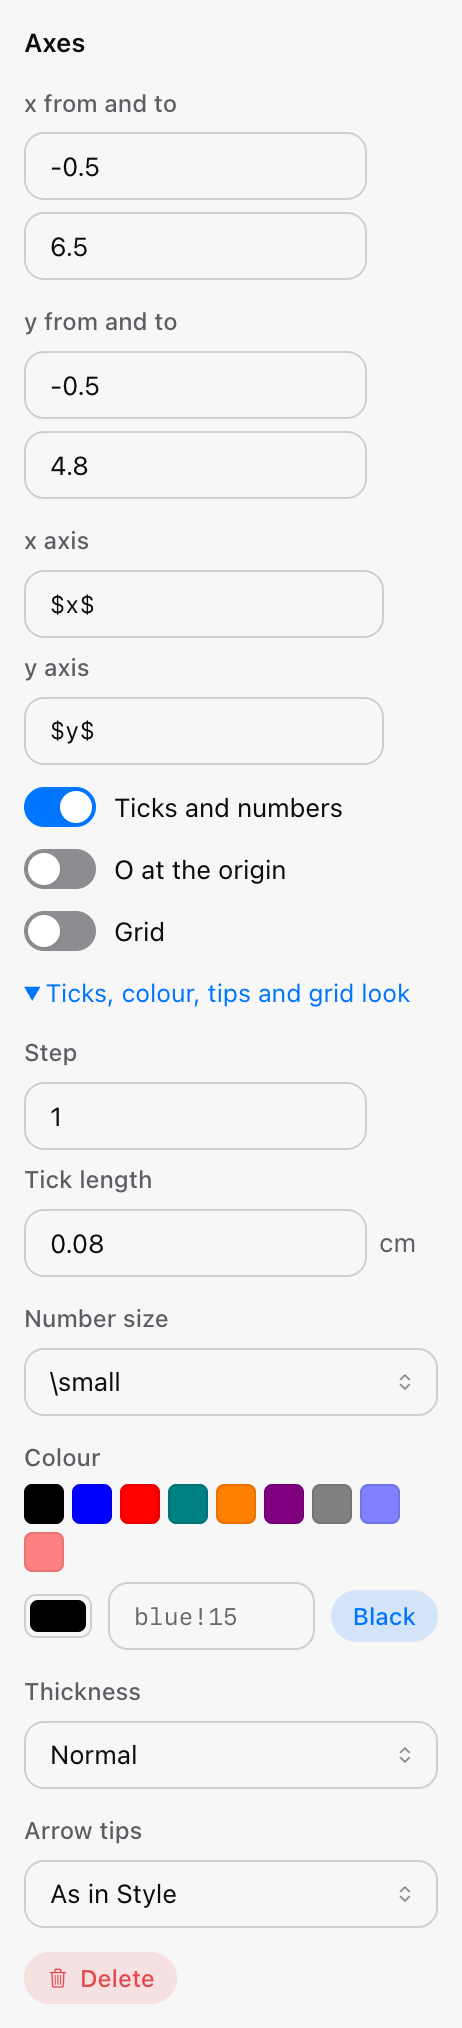 Axes
x from and to
-0.5
6.5
y from and to
-0.5
4.8
x axis
$x$
y axis
$y$
Ticks and numbers
O at the origin
Grid
▼ Ticks, colour, tips and grid look
Step
1
Tick length
0.08 cm
Number size
\small
Colour
blue!15 Black
Thickness
Normal
Arrow tips
As in Style
Delete